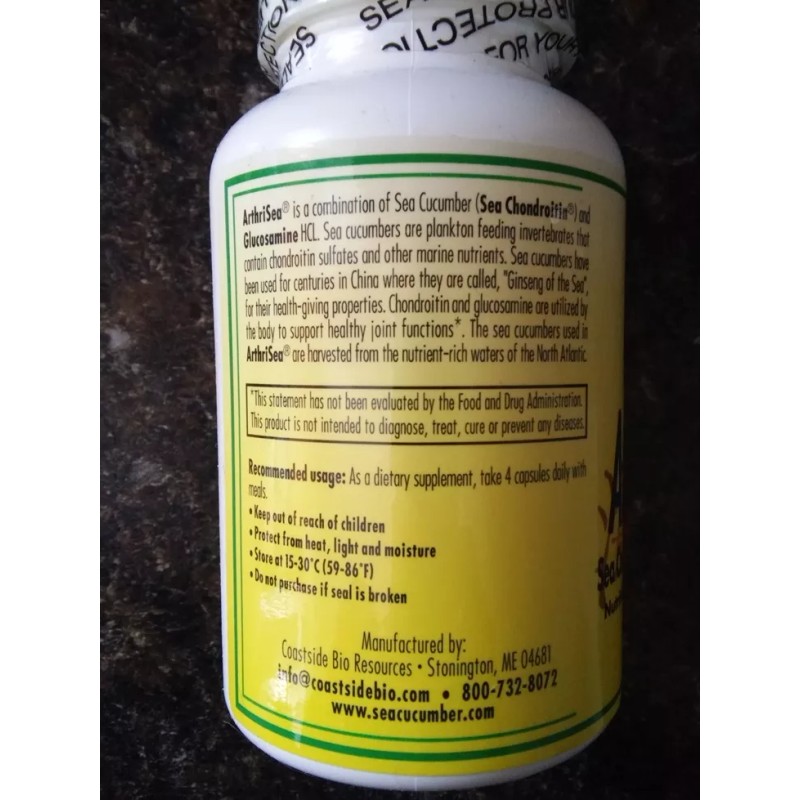 SEALED
PROTECTION
SEA
PROTECTIO
FOR YOUR
ArthriSea® is a combination of Sea Cucumber (Sea Chondroitin®) and
Glucosamine HCL. Sea cucumbers are plankton feeding invertebrates that
contain chondroitin sulfates and other marine nutrients. Sea cucumbers have
been used for centuries in China where they are called, "Ginseng of the Sea",
for their health-giving properties. Chondroitin and glucosamine are utilized by
the body to support healthy joint functions*. The sea cucumbers used in
ArthriSea® are harvested from the nutrient-rich waters of the North Atlantic.
*This statement has not been evaluated by the Food and Drug Administration.
This product is not intended to diagnose, treat, cure or prevent any diseases.
Recommended usage: As a dietary supplement, take 4 capsules daily with
meals.
• Keep out of reach of children
• Protect from heat, light and moisture
• Store at 15-30°C (59-86°F)
• Do not purchase if seal is broken
Manufactured by:
Coastside Bio Resources • Stonington, ME 04681
info@coastsidebio.com • 800-732-8072
www.seacucumber.com